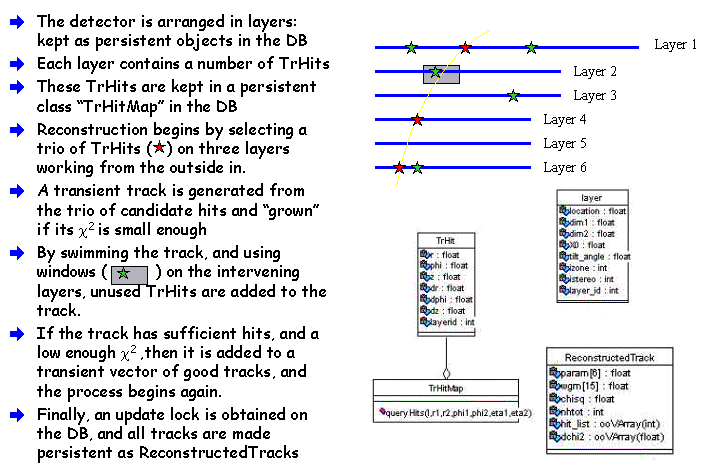 The detector is arranged in layers:
kept as persistent objects in the DB
Each layer contains a number of TrHits
These TrHits are kept in a persistent
class “TrHitMap” in the DB
Reconstruction begins by selecting a
trio of TrHits (★) on three layers
working from the outside in.
A transient track is generated from
the trio of candidate hits and “grown”
if its χ² is small enough
By swimming the track, and using
windows ( ★ ) on the intervening
layers, unused TrHits are added to the
track.
If the track has sufficient hits, and a
low enough χ² ,then it is added to a
transient vector of good tracks, and
the process begins again.
Finally, an update lock is obtained on
the DB, and all tracks are made
persistent as ReconstructedTracks
Layer 1
Layer 2
Layer 3
Layer 4
Layer 5
Layer 6
layer
location : float
dim1 : float
dim2 : float
X0 : float
tilt_angle : float
izone : int
istereo : int
layer_id : int
TrHit
r : float
phi : float
z : float
dr : float
dphi : float
dz : float
layerid : int
TrHitMap
queryHits(l,r1,r2,phi1,phi2,eta1,eta2)
ReconstructedTrack
param[6] : float
wgm[15] : float
chisq : float
nhtot : int
hit_list : ooVArray(int)
dchi2 : ooVArray(float)